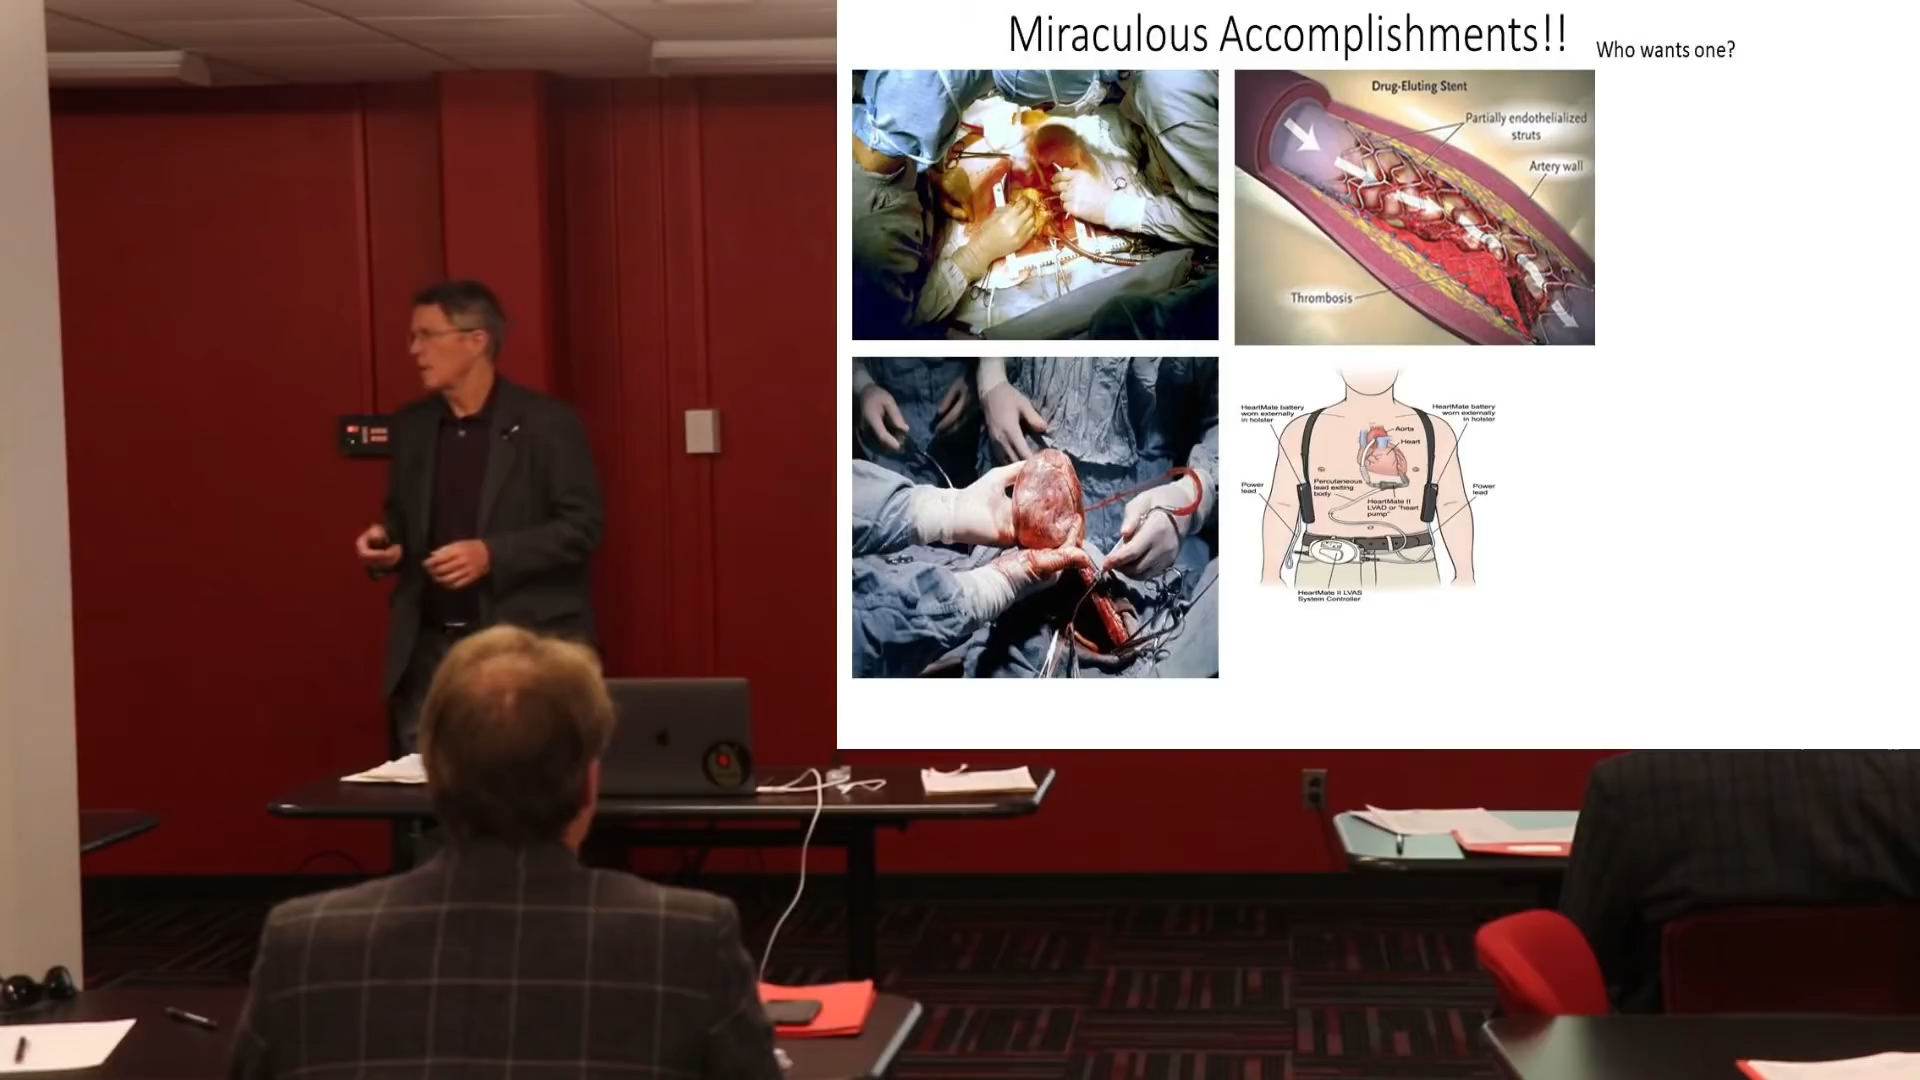 Miraculous Accomplishments!!
Who wants one?
Drug-Eluting Stent
Partially endothelialized
struts
Artery wall
Thrombosis
HeartMate battery
worn externally
in holster
HeartMate battery
worn externally
in holster
Aorta
Heart
Power
lead
Percutaneous
lead exiting
body
Power
lead
HeartMate II
LVAD or "heart
pump"
HeartMate II LVAS
System Controller